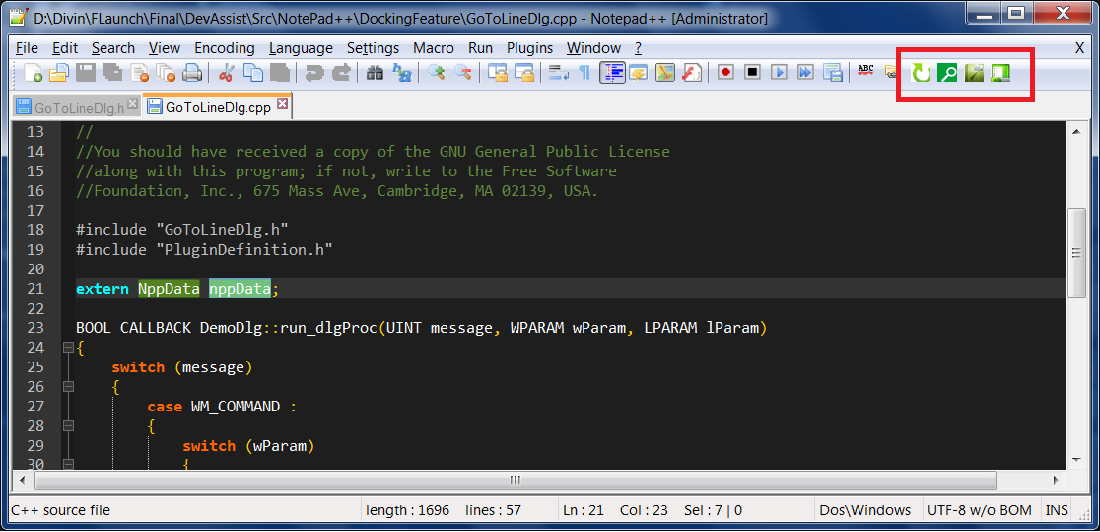 D:\Divin\FLaunch\Final\DevAssist\Src\NotePad++\DockingFeature\GoToLineDlg.cpp - Notepad++ [Administrator]
File Edit Search View Encoding Language Settings Macro Run Plugins Window ? X
ABC
GoToLineDlg.h GoToLineDlg.cpp
13 //
14 //You should have received a copy of the GNU General Public License
15 //along with this program; if not, write to the Free Software
16 //Foundation, Inc., 675 Mass Ave, Cambridge, MA 02139, USA.
17
18 #include "GoToLineDlg.h"
19 #include "PluginDefinition.h"
20
21 extern NppData nppData;
22
23 BOOL CALLBACK DemoDlg::run_dlgProc(UINT message, WPARAM wParam, LPARAM lParam)
24 {
25 switch (message)
26 {
27 case WM_COMMAND :
28 {
29 switch (wParam)
30 {
C++ source file length : 1696 lines : 57 Ln : 21 Col : 23 Sel : 7 | 0 Dos\Windows UTF-8 w/o BOM INS